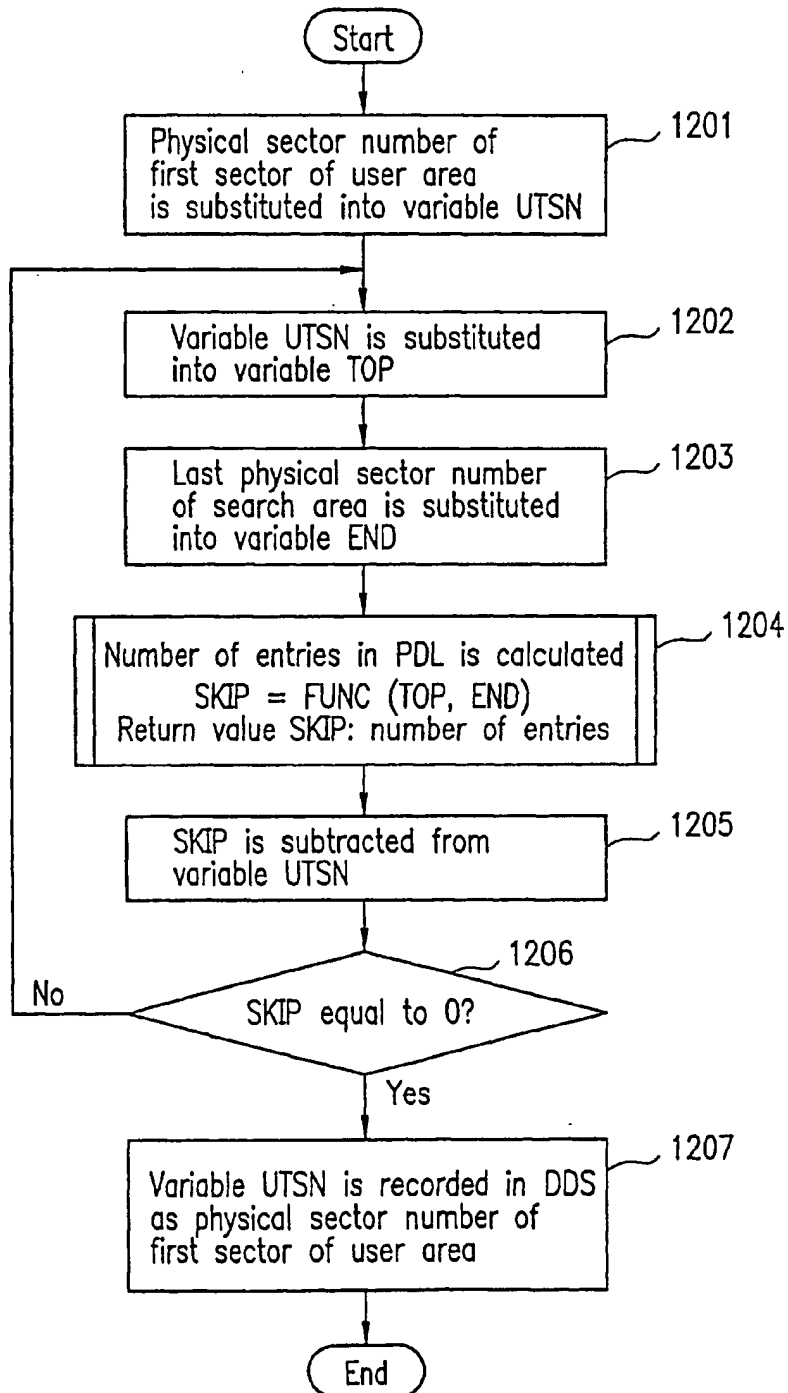 Start
Physical sector number of
first sector of user area
is substituted into variable UTSN
1201
Variable UTSN is substituted
into variable TOP
1202
Last physical sector number
of search area is substituted
into variable END
1203
Number of entries in PDL is calculated
SKIP = FUNC (TOP, END)
Return value SKIP: number of entries
1204
SKIP is subtracted from
variable UTSN
1205
SKIP equal to 0?
1206
No
Yes
Variable UTSN is recorded in DDS
as physical sector number of
first sector of user area
1207
End